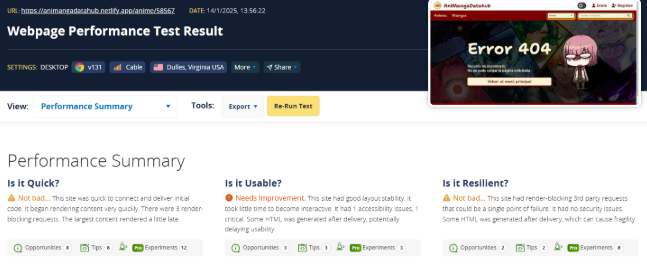 URL: https://animangadatahub.netlify.app/anime/58567 DATE: 14/1/2025, 13:56:22
Webpage Performance Test Result
SETTINGS: DESKTOP v131 Cable Dulles, Virginia USA More Share
AniMangaDatahub
Animes Mangas
Error 404
Volver al menú principal
View: Performance Summary Tools: Export Re-Run Test
Performance Summary
Is it Quick?
Not bad... This site was quick to connect and deliver initial
code. It began rendering content very quickly. There were 3 render-
blocking requests. The largest content rendered a little late.
Opportunities 8 Tips 8 Pro Experiments 12
Is it Usable?
Needs Improvement. This site had good layout stability. It
took little time to become interactive. It had 1 accessibility issues, 1
critical. Some HTML was generated after delivery, potentially
delaying usability.
Opportunities 3 Tips 3 Pro Experiments 3
Is it Resilient?
Not bad... This site had render-blocking 3rd party requests
that could be a single point of failure. It had no security issues.
Some HTML was generated after delivery, which can cause fragility.
Opportunities 2 Tips 2 Pro Experiments 8